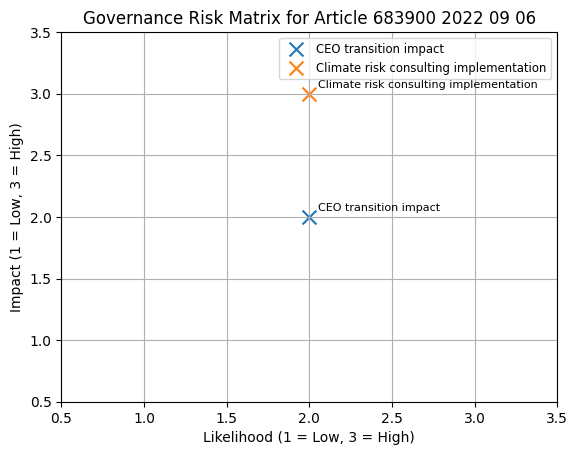 Governance Risk Matrix for Article 683900 2022 09 06
3.5
CEO transition impact
Climate risk consulting implementation
Climate risk consulting implementation
3.0
2.5
CEO transition impact
2.0
1.5
1.0
0.5
Impact (1 = Low, 3 = High)
0.5 1.0 1.5 2.0 2.5 3.0 3.5
Likelihood (1 = Low, 3 = High)